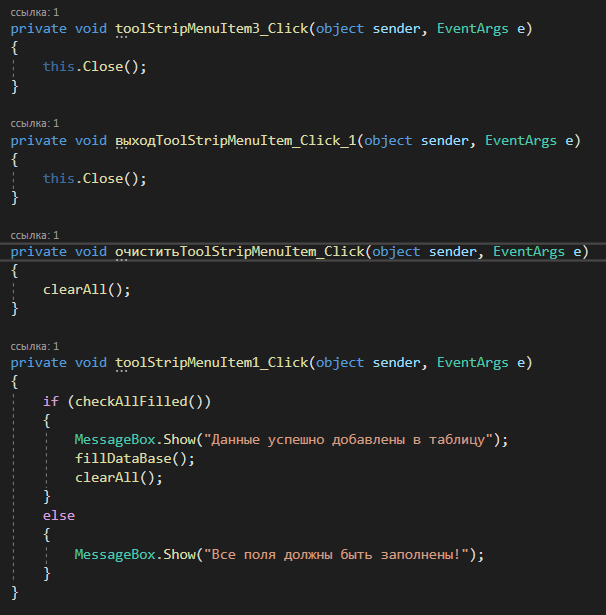 ссылка: 1
private void toolStripMenuItem3_Click(object sender, EventArgs e)
{
this.Close();
}
ссылка: 1
private void выходToolStripMenuItem_Click_1(object sender, EventArgs e)
{
this.Close();
}
ссылка: 1
private void очиститьToolStripMenuItem_Click(object sender, EventArgs e)
{
clearAll();
}
ссылка: 1
private void toolStripMenuItem1_Click(object sender, EventArgs e)
{
if (checkAllFilled())
{
MessageBox.Show("Данные успешно добавлены в таблицу");
fillDataBase();
clearAll();
}
else
{
MessageBox.Show("Все поля должны быть заполнены!");
}
}